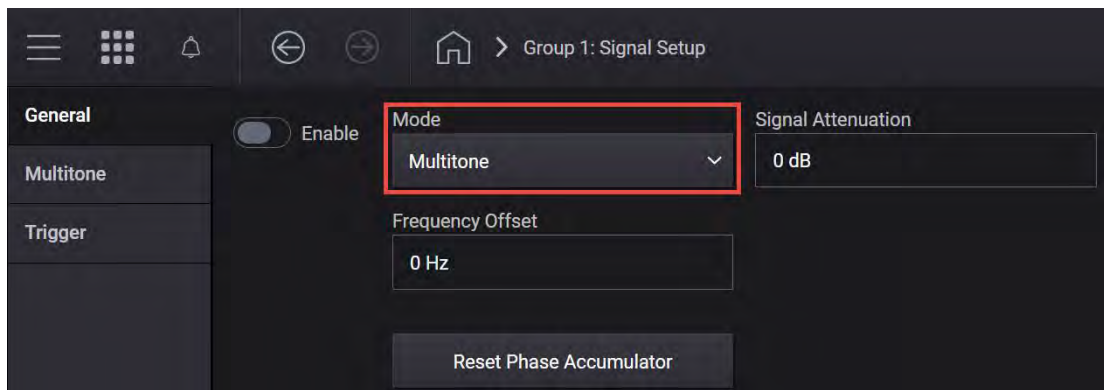 Group 1: Signal Setup
General
Multitone
Trigger
Enable
Mode
Multitone
Signal Attenuation
0 dB
Frequency Offset
0 Hz
Reset Phase Accumulator